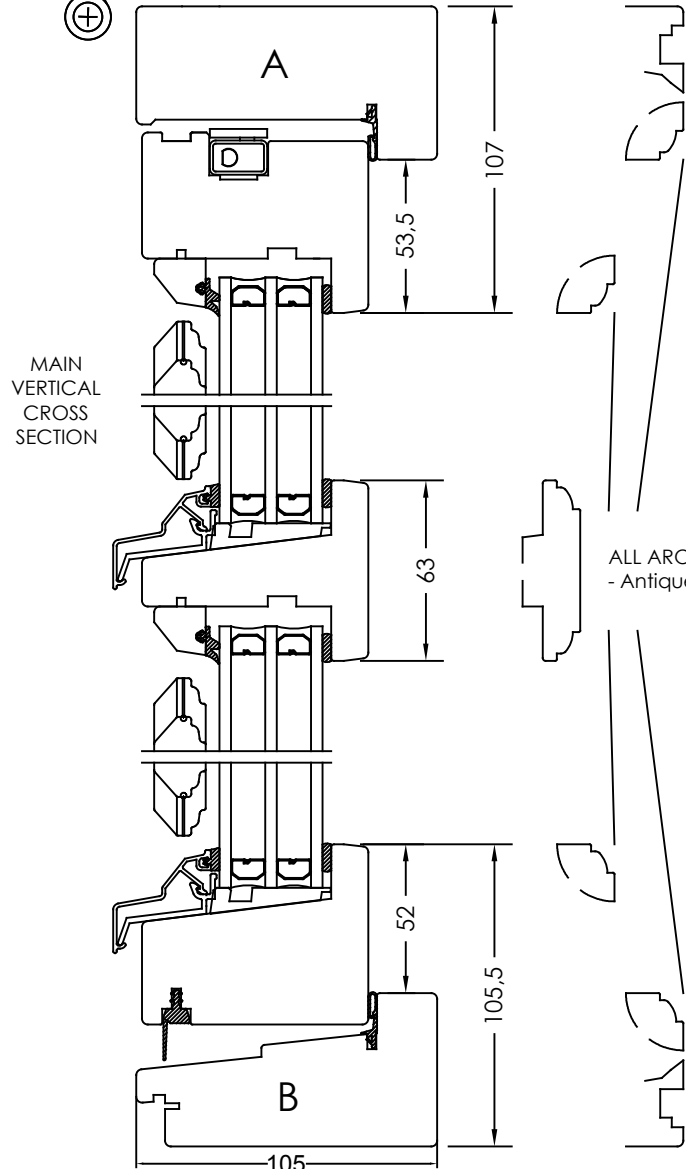 A
107
53,5
MAIN
VERTICAL
CROSS
SECTION
63
ALL ARC
- Antique
52
105,5
B
105